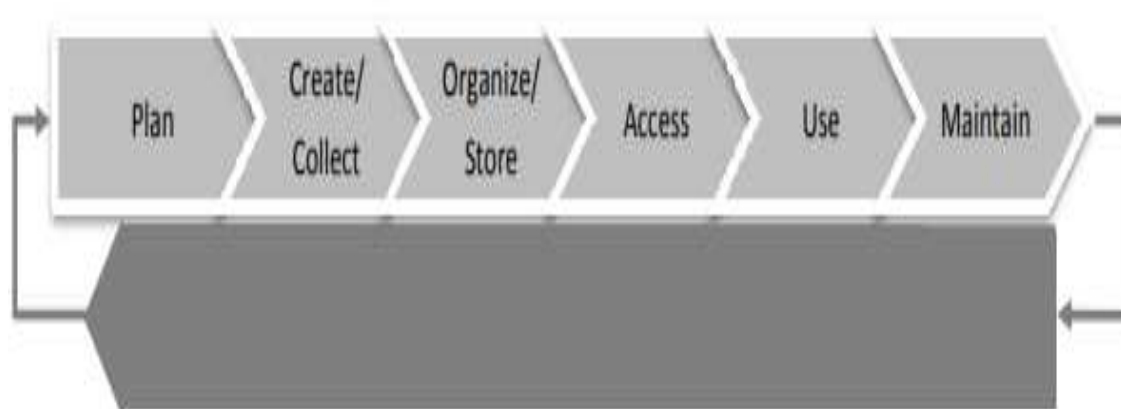 Plan
Create/
Collect
Organize/
Store
Access
Use
Maintain